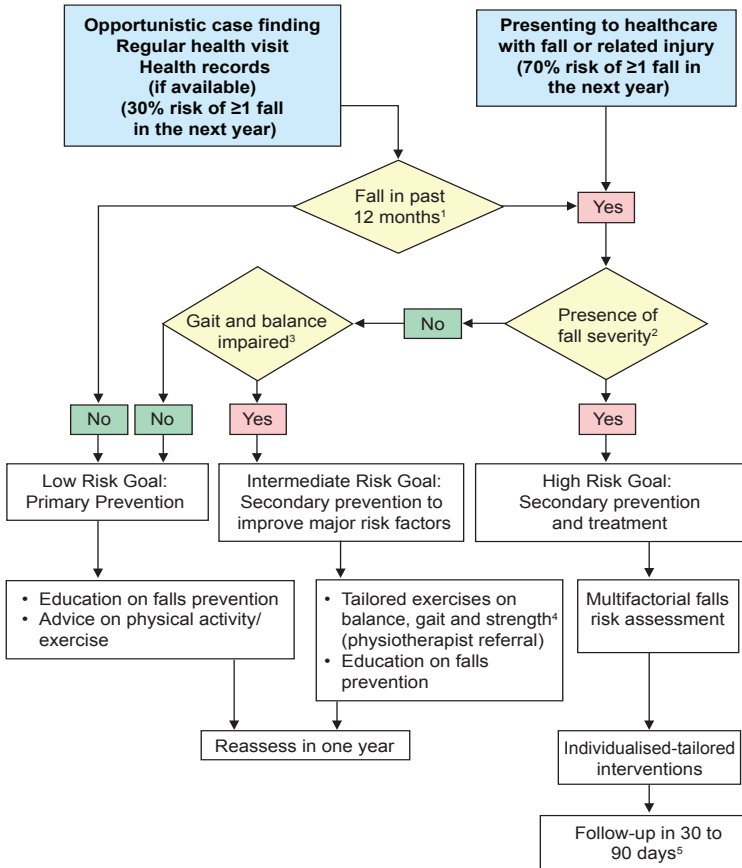 Opportunistic case finding
Regular health visit
Health records
(if available)
(30% risk of ≥1 fall
in the next year)
Presenting to healthcare
with fall or related injury
(70% risk of ≥1 fall in
the next year)
Fall in past
12 months¹
Yes
Gait and balance
impaired³
No
Presence of
fall severity²
No
No
Yes
Yes
Low Risk Goal:
Primary Prevention
Intermediate Risk Goal:
Secondary prevention to
improve major risk factors
High Risk Goal:
Secondary prevention
and treatment
• Education on falls prevention
• Advice on physical activity/
exercise
• Tailored exercises on
balance, gait and strength⁴
(physiotherapist referral)
• Education on falls
prevention
Multifactorial falls
risk assessment
Reassess in one year
Individualised-tailored
interventions
Follow-up in 30 to
90 days⁵